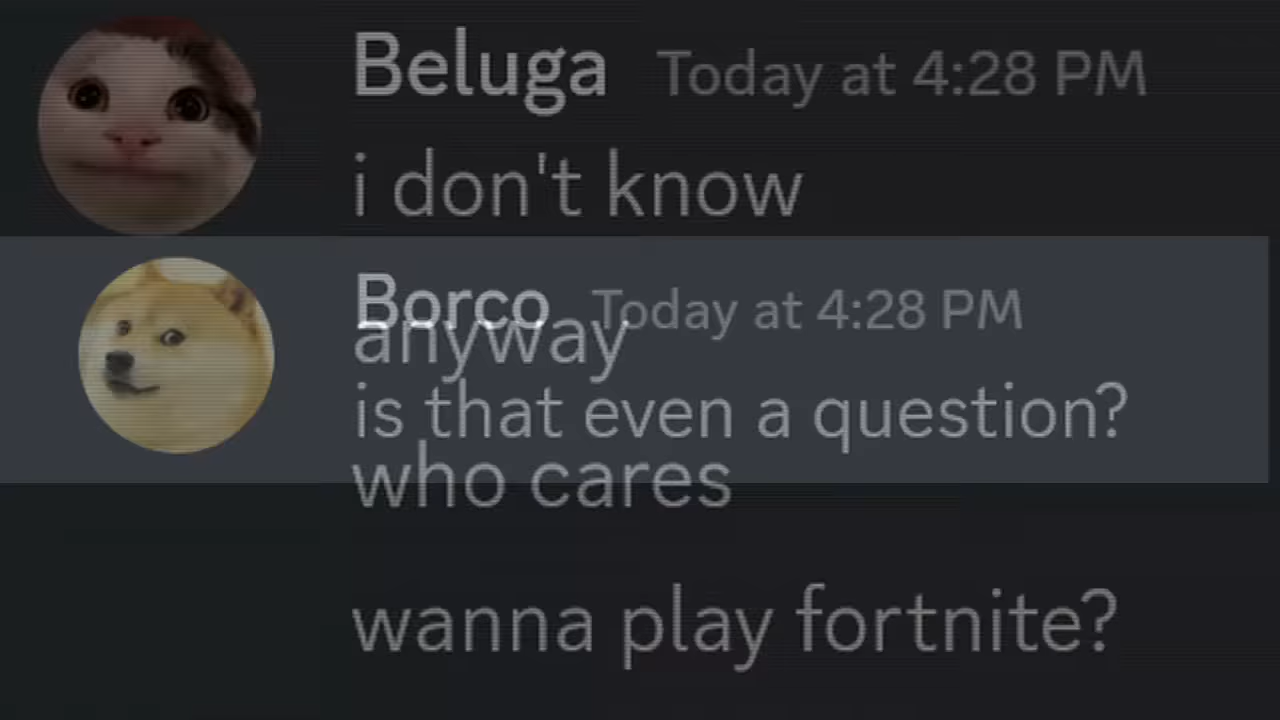 Beluga Today at 4:28 PM
i don't know
Borco Today at 4:28 PM
anyway
is that even a question?
who cares
wanna play fortnite?